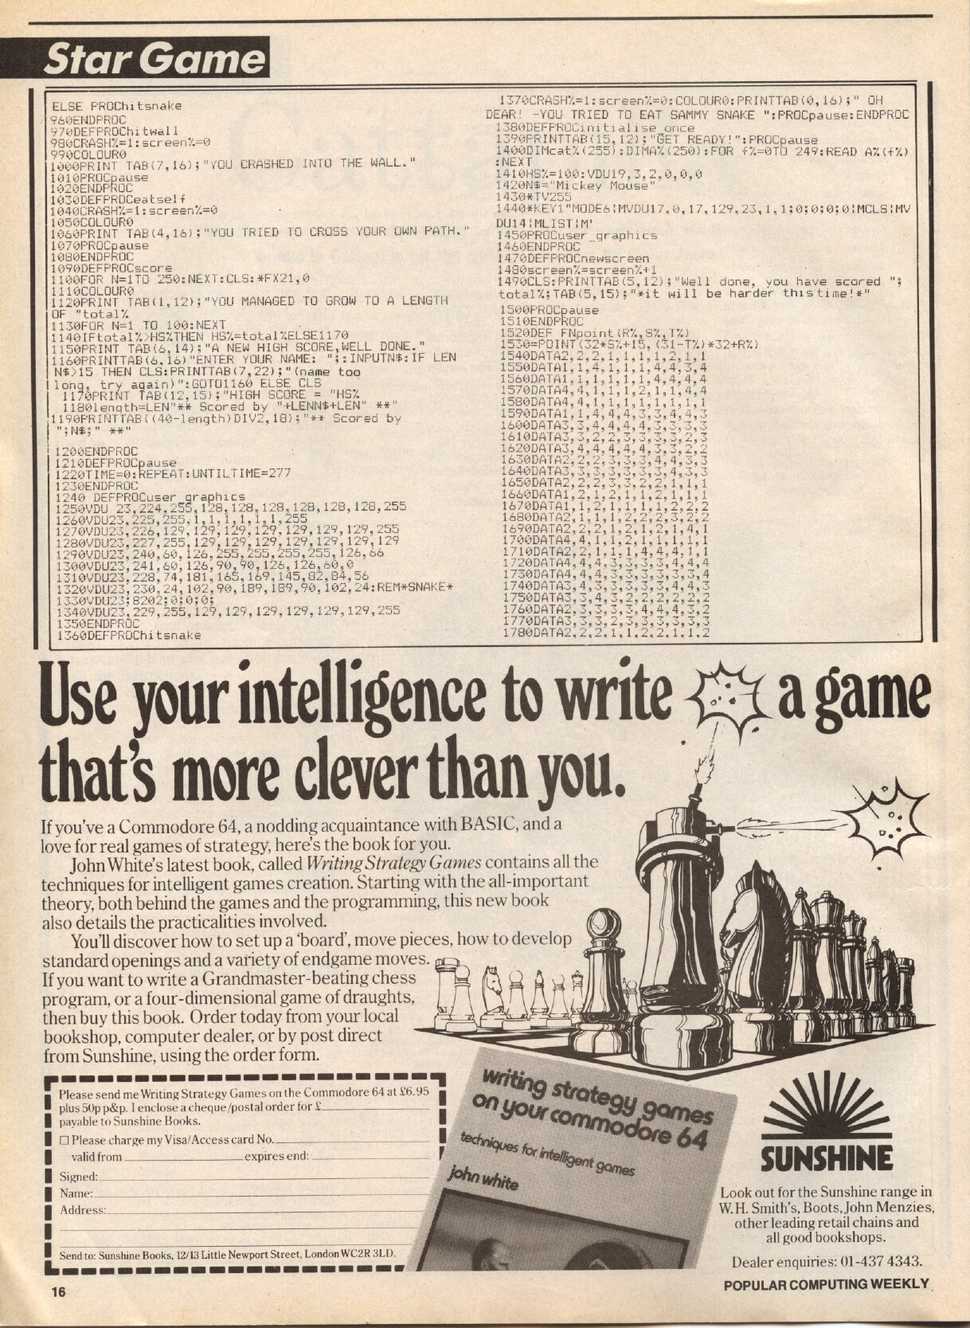 Star Game
ELSE PROChitsnake
960ENDPROC
970DEFPROChitwall
980CRASH%=1:screen%=0
990COLOUR0
1000PRINT TAB(7,16);"YOU CRASHED INTO THE WALL."
1010PROCpause
1020ENDPROC
1030DEFPROCeatself
1040CRASH%=1:screen%=0
1050COLOUR0
1060PRINT TAB(4,16);"YOU TRIED TO CROSS YOUR OWN PATH."
1070PROCpause
1080ENDPROC
1090DEFPROCscore
1100FOR N=1TO 250:NEXT:CLS:*FX21,0
1110COLOUR0
1120PRINT TAB(1,12);"YOU MANAGED TO GROW TO A LENGTH
OF "total%
1130FOR N=1 TO 100:NEXT
1140IFtotal%>HS%THEN HS%=total%ELSE1170
1150PRINT TAB(6,14);"A NEW HIGH SCORE,WELL DONE."
1160PRINTTAB(6,16)"ENTER YOUR NAME: ";:INPUTN$:IF LEN
N$>15 THEN CLS:PRINTTAB(7,22);"(name too
long, try again)":GOTO1160 ELSE CLS
1170PRINT TAB(12,15);"HIGH SCORE = "HS%
1180length=LEN"** Scored by "+LENN$+LEN" **"
1190PRINTTAB((40-length)DIV2,18);"** Scored by
";N$;" **"
1200ENDPROC
1210DEFPROCpause
1220TIME=0:REPEAT:UNTILTIME=277
1230ENDPROC
1240 DEFPROCuser_graphics
1250VDU 23,224,255,128,128,128,128,128,128,255
1260VDU23,225,255,1,1,1,1,1,1,255
1270VDU23,226,129,129,129,129,129,129,129,255
1280VDU23,227,255,129,129,129,129,129,129,129
1290VDU23,240,60,126,255,255,255,255,126,66
1300VDU23,241,60,126,90,90,126,126,60,0
1310VDU23,228,74,181,165,169,145,82,84,56
1320VDU23,230,24,102,90,189,189,90,102,24:REM*SNAKE*
1330VDU23;8202;0;0;0;
1340VDU23,229,255,129,129,129,129,129,129,255
1350ENDPROC
1360DEFPROChitsnake
1370CRASH%=1:screen%=0:COLOUR0:PRINTTAB(0,16);" OH
DEAR! -YOU TRIED TO EAT SAMMY SNAKE ":PROCpause:ENDPROC
1380DEFPROCinitialise_once
1390PRINTTAB(15,12);"GET READY!":PROCpause
1400DIMcat%(255):DIMA%(250):FOR f%=0TO 249:READ A%(f%)
:NEXT
1410HS%=100:VDU19,3,2,0,0,0
1420N$="Mickey Mouse"
1430*TV255
1440*KEY1"MODE6|MVDU17,0,17,129,23,1,1;0;0;0;0|MCLS|MV
DU14|MLIST|M"
1450PROCuser_graphics
1460ENDPROC
1470DEFPROCnewscreen
1480screen%=screen%+1
1490CLS:PRINTTAB(5,12);"Well done, you have scored ";
total%;TAB(5,15);"*it will be harder thistime!*"
1500PROCpause
1510ENDPROC
1520DEF FNpoint(R%,S%,T%)
1530=POINT(32*S%+15,(31-T%)*32+R%)
1540DATA2,2,2,1,1,1,1,2,1,1
1550DATA1,1,4,1,1,1,4,4,3,4
1560DATA1,1,1,1,1,1,4,4,4,4
1570DATA4,4,1,1,1,2,1,1,4,4
1580DATA4,4,1,1,1,1,1,1,1,1
1590DATA1,1,4,4,4,3,3,4,4,3
1600DATA3,3,4,4,4,4,3,3,3,3
1610DATA3,3,2,2,3,3,3,3,2,3
1620DATA3,4,4,4,4,4,3,3,2,2
1630DATA2,2,2,3,3,3,4,4,3,3
1640DATA3,3,3,3,3,3,3,4,3,3
1650DATA2,2,2,3,3,2,2,1,1,1
1660DATA1,2,1,2,1,1,2,1,1,1
1670DATA1,1,2,1,1,1,1,2,2,2
1680DATA2,1,1,1,2,2,2,3,2,2
1690DATA2,2,2,1,2,1,2,1,4,1
1700DATA4,4,1,1,2,1,1,1,1,1
1710DATA2,2,1,1,1,4,4,4,1,1
1720DATA4,4,4,3,3,3,3,4,4,4
1730DATA4,4,4,3,3,3,3,3,3,4
1740DATA3,4,3,3,3,3,3,4,4,3
1750DATA3,3,4,3,2,2,2,2,2,2
1760DATA2,3,3,3,3,4,4,4,3,2
1770DATA3,3,3,2,3,3,3,3,3,3
1780DATA2,2,2,1,1,2,2,1,1,2
Use your intelligence to write a game
that's more clever than you.
If you've a Commodore 64, a nodding acquaintance with BASIC, and a
love for real games of strategy, here's the book for you.
John White's latest book, called Writing Strategy Games contains all the
techniques for intelligent games creation. Starting with the all-important
theory, both behind the games and the programming, this new book
also details the practicalities involved.
You'll discover how to set up a 'board', move pieces, how to develop
standard openings and a variety of endgame moves.
If you want to write a Grandmaster-beating chess
program, or a four-dimensional game of draughts,
then buy this book. Order today from your local
bookshop, computer dealer, or by post direct
from Sunshine, using the order form.
Please send me Writing Strategy Games on the Commodore 64 at £6.95
plus 50p p&p. I enclose a cheque/postal order for £
payable to Sunshine Books.
□ Please charge my Visa/Access card No.
valid from expires end:
Signed:
Name:
Address:
Send to: Sunshine Books, 12/13 Little Newport Street, London WC2R 3LD.
writing strategy games
on your commodore 64
techniques for intelligent games
john white
SUNSHINE
Look out for the Sunshine range in
W.H. Smith's, Boots, John Menzies,
other leading retail chains and
all good bookshops.
Dealer enquiries: 01-437 4343.
16
POPULAR COMPUTING WEEKLY